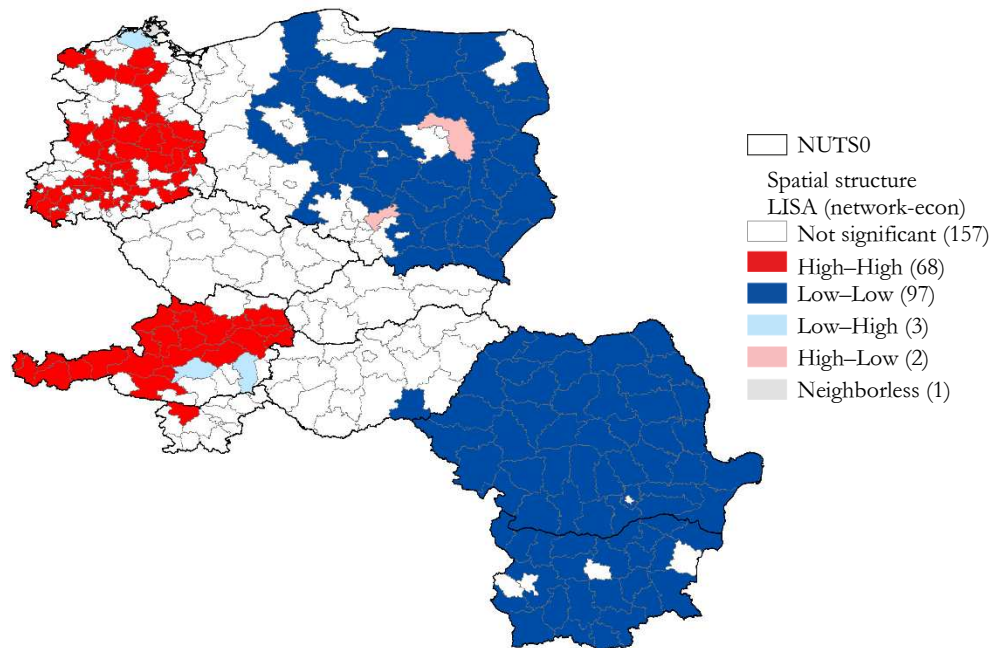 NUTS0
Spatial structure
LISA (network-econ)
Not significant (157)
High–High (68)
Low–Low (97)
Low–High (3)
High–Low (2)
Neighborless (1)